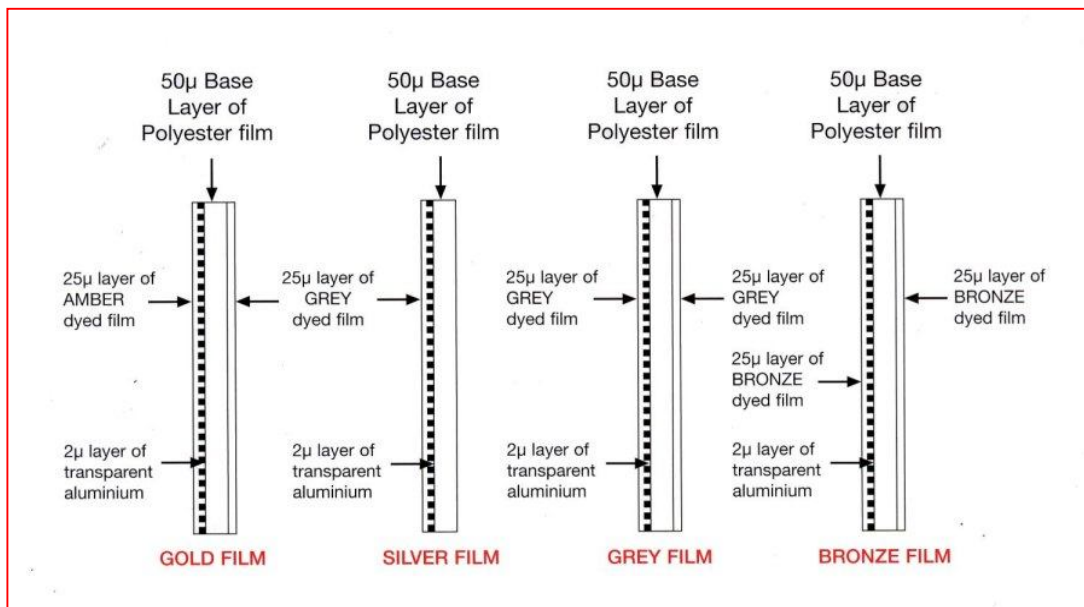 50µ Base
Layer of
Polyester film
50µ Base
Layer of
Polyester film
50µ Base
Layer of
Polyester film
50µ Base
Layer of
Polyester film
25µ layer of
AMBER
dyed film
25µ layer of
GREY
dyed film
25µ layer of
GREY
dyed film
25µ layer of
GREY
dyed film
25µ layer of
BRONZE
dyed film
25µ layer of
BRONZE
dyed film
2µ layer of
transparent
aluminium
2µ layer of
transparent
aluminium
2µ layer of
transparent
aluminium
2µ layer of
transparent
aluminium
GOLD FILM
SILVER FILM
GREY FILM
BRONZE FILM